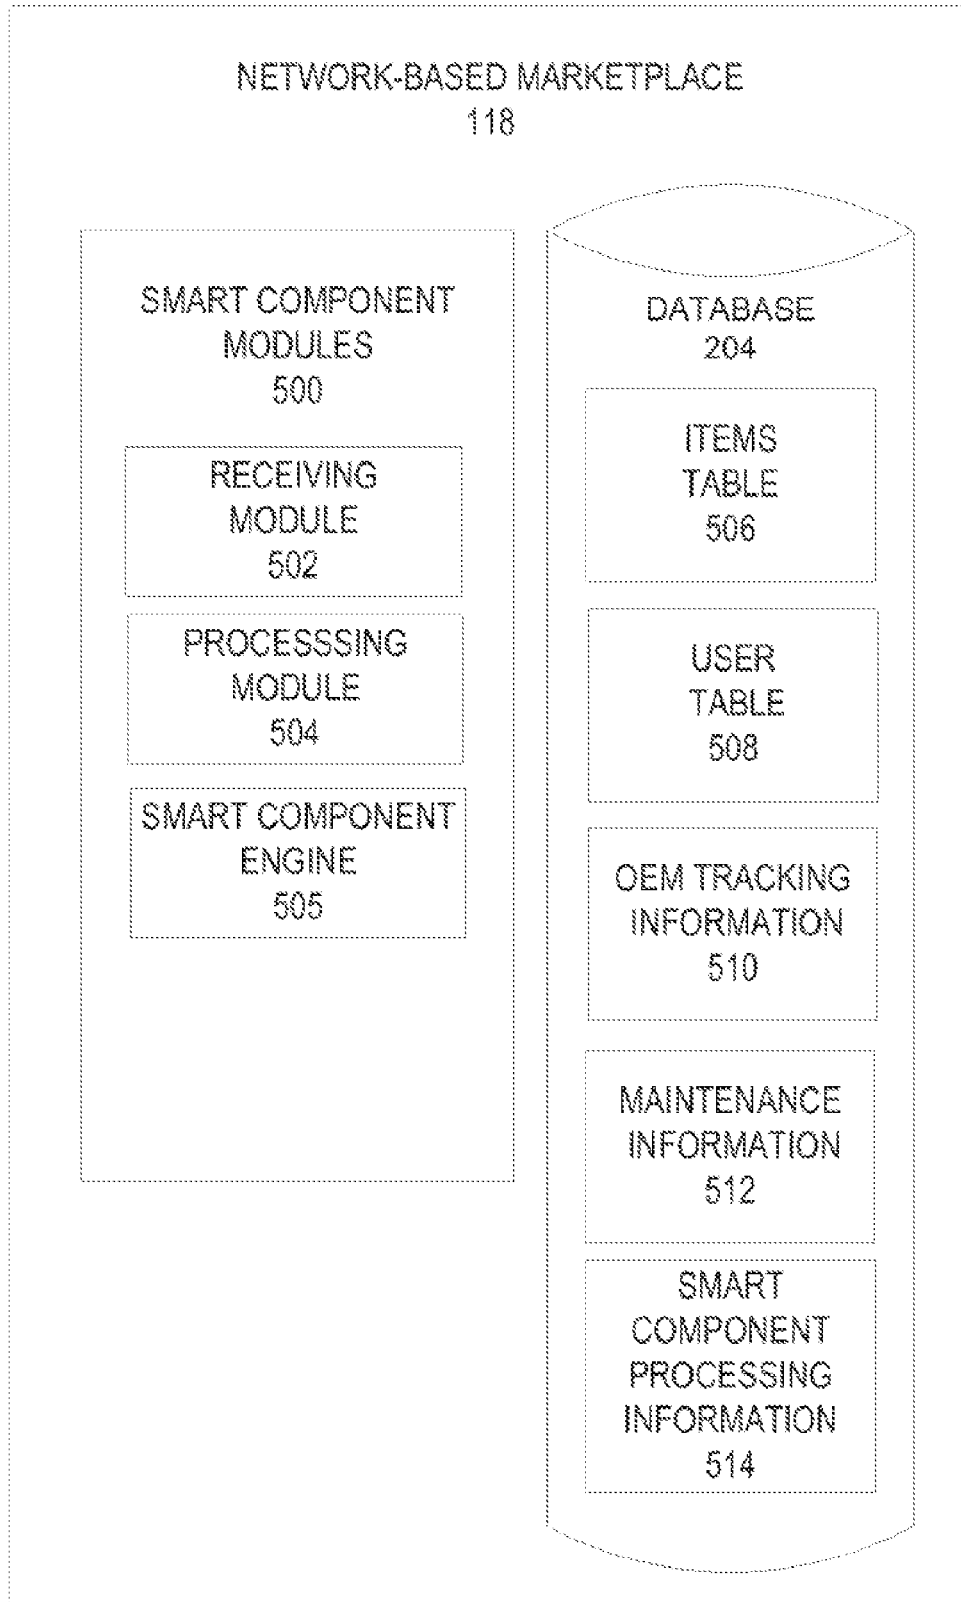 NETWORK-BASED MARKETPLACE
118
SMART COMPONENT
MODULES
500
RECEIVING
MODULE
502
PROCESSSING
MODULE
504
SMART COMPONENT
ENGINE
505
DATABASE
204
ITEMS
TABLE
506
USER
TABLE
508
OEM TRACKING
INFORMATION
510
MAINTENANCE
INFORMATION
512
SMART
COMPONENT
PROCESSING
INFORMATION
514